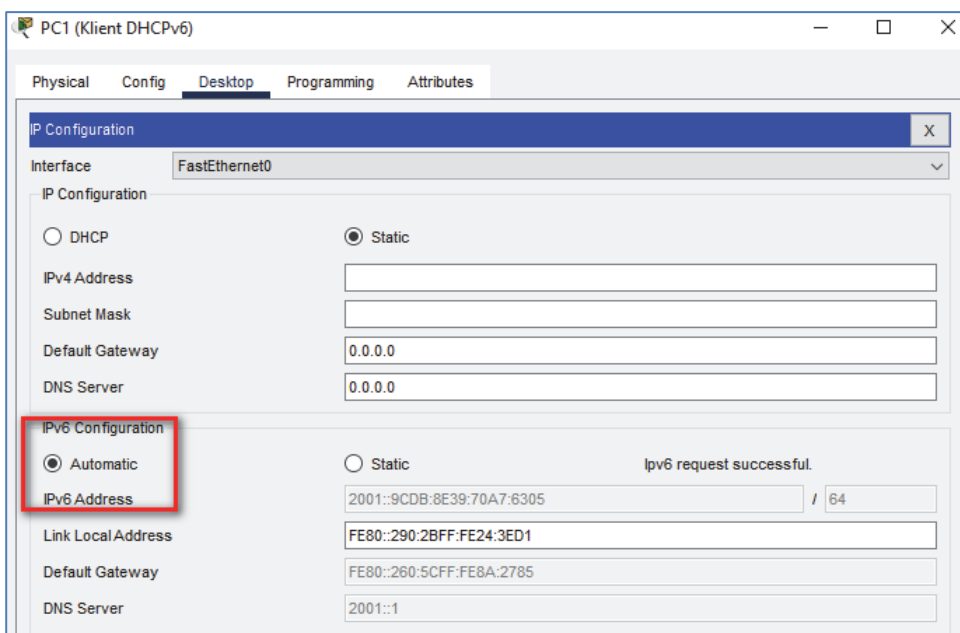 PC1 (Klient DHCPv6)
Physical Config Desktop Programming Attributes
IP Configuration X
Interface FastEthernet0
IP Configuration
DHCP Static
IPv4 Address
Subnet Mask
Default Gateway 0.0.0.0
DNS Server 0.0.0.0
IPv6 Configuration
Automatic Static Ipv6 request successful.
IPv6 Address 2001::9CDB:8E39:70A7:6305 / 64
Link Local Address FE80::290:2BFF:FE24:3ED1
Default Gateway FE80::260:5CFF:FE8A:2785
DNS Server 2001::1